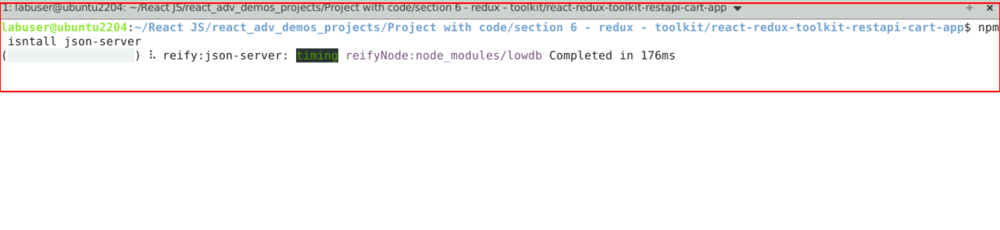 1: labuser@ubuntu2204: ~/React JS/react_adv_demos_projects/Project with code/section 6 - redux - toolkit/react-redux-toolkit-restapi-cart-app
labuser@ubuntu2204:~/React JS/react_adv_demos_projects/Project with code/section 6 - redux - toolkit/react-redux-toolkit-restapi-cart-app$ npm
isntall json-server
( ) ⠧ reify:json-server: timing reifyNode:node_modules/lowdb Completed in 176ms